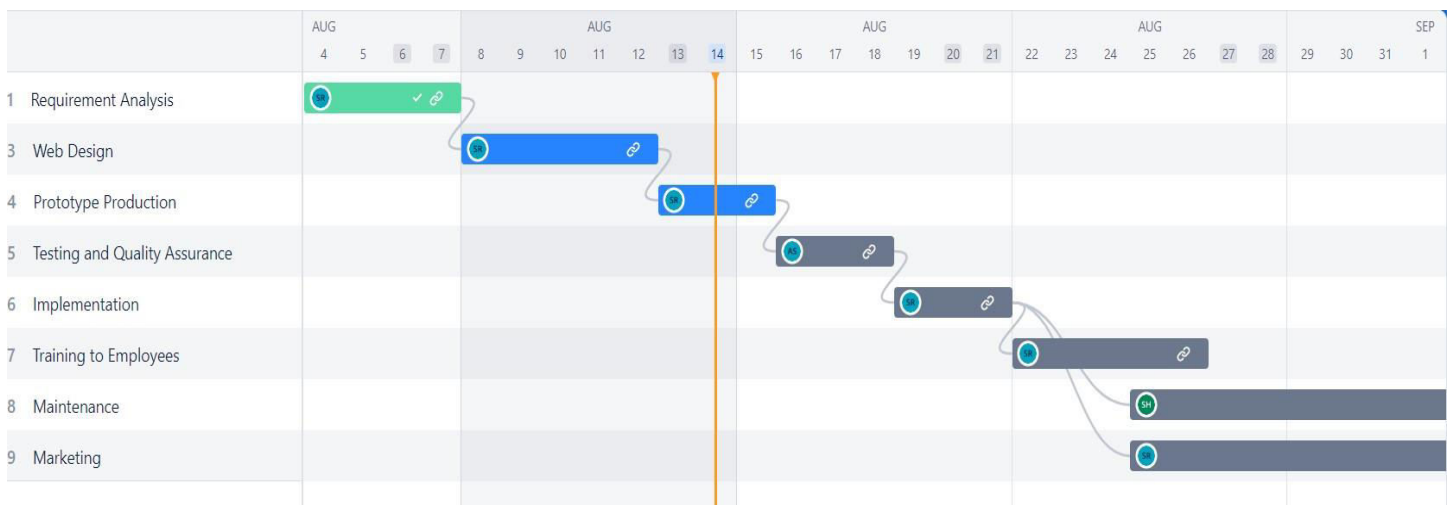 AUG AUG AUG AUG SEP
4 5 6 7 8 9 10 11 12 13 14 15 16 17 18 19 20 21 22 23 24 25 26 27 28 29 30 31 1
1 Requirement Analysis SR
3 Web Design SR
4 Prototype Production SR
5 Testing and Quality Assurance AS
6 Implementation SR
7 Training to Employees SR
8 Maintenance SH
9 Marketing SR